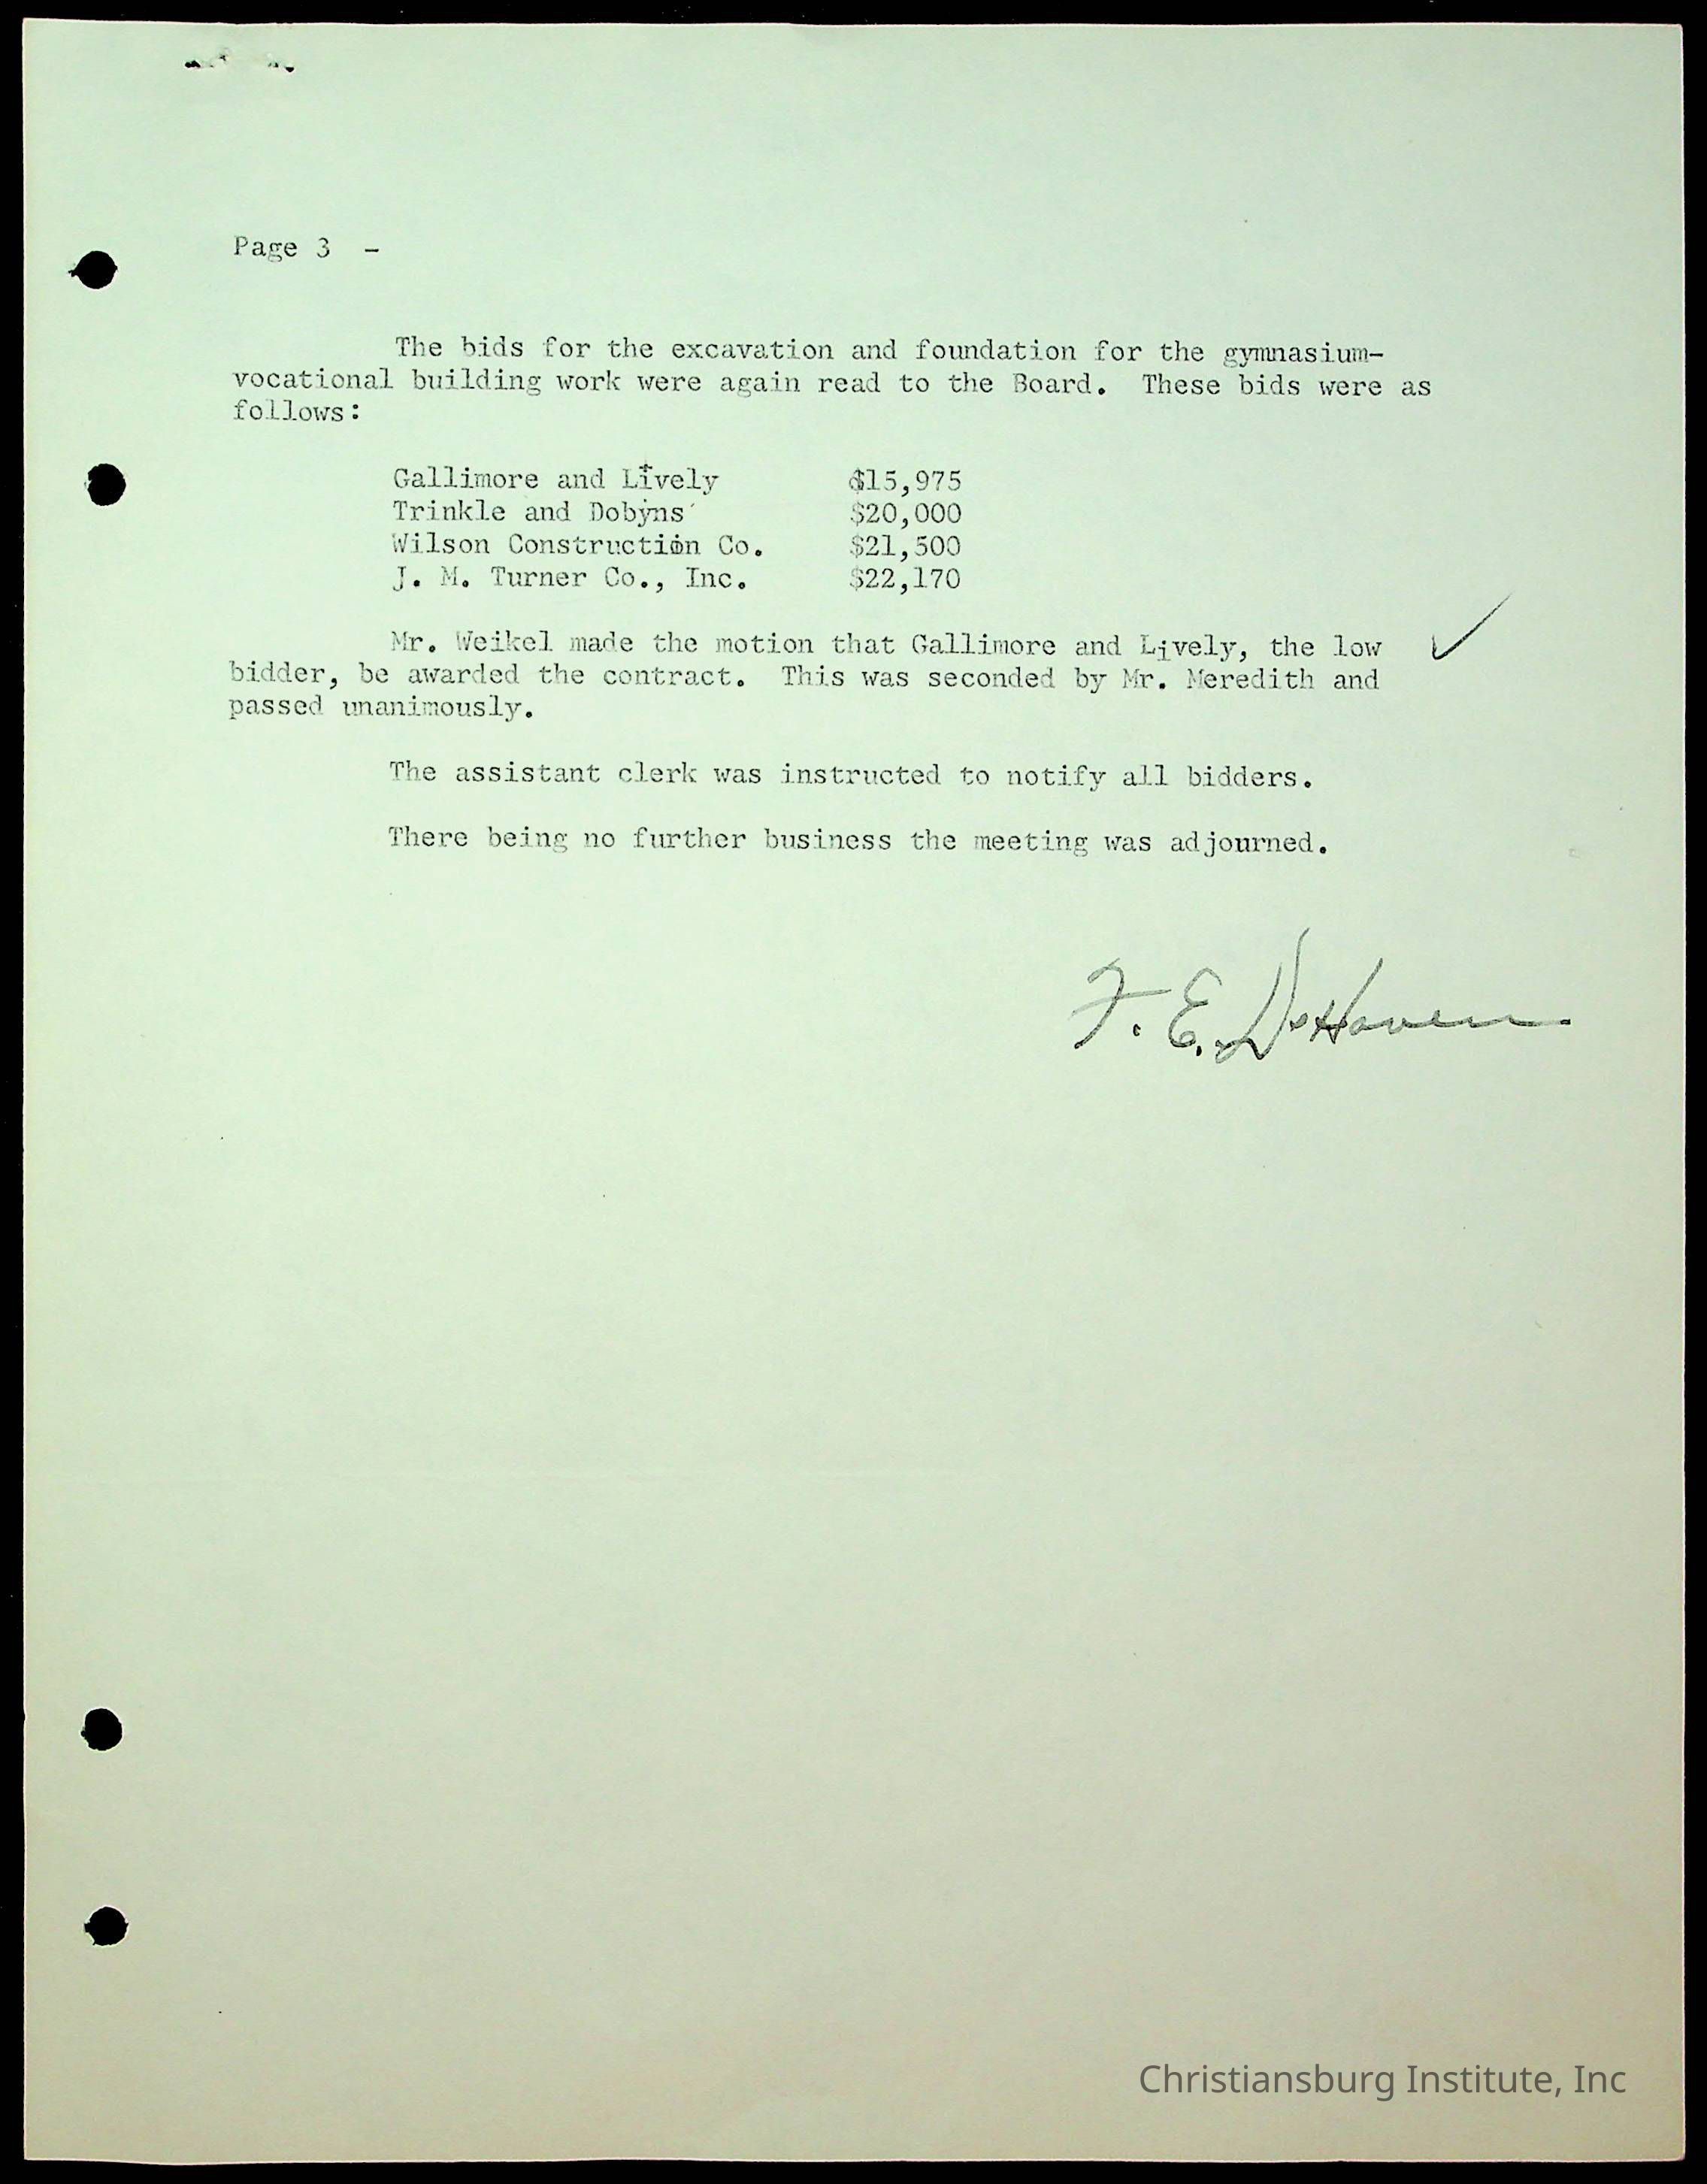 Page 3 -
The bids for the excavation and foundation for the gymnasium-
vocational building work were again read to the Board. These bids were as
follows:
Gallimore and Lively $15,975
Trinkle and Dobyns $20,000
Wilson Construction Co. $21,500
J. M. Turner Co., Inc. $22,170
Mr. Weikel made the motion that Gallimore and Lively, the low
bidder, be awarded the contract. This was seconded by Mr. Meredith and
passed unanimously.
The assistant clerk was instructed to notify all bidders.
There being no further business the meeting was adjourned.
F. E. DeHaven
Christiansburg Institute, Inc